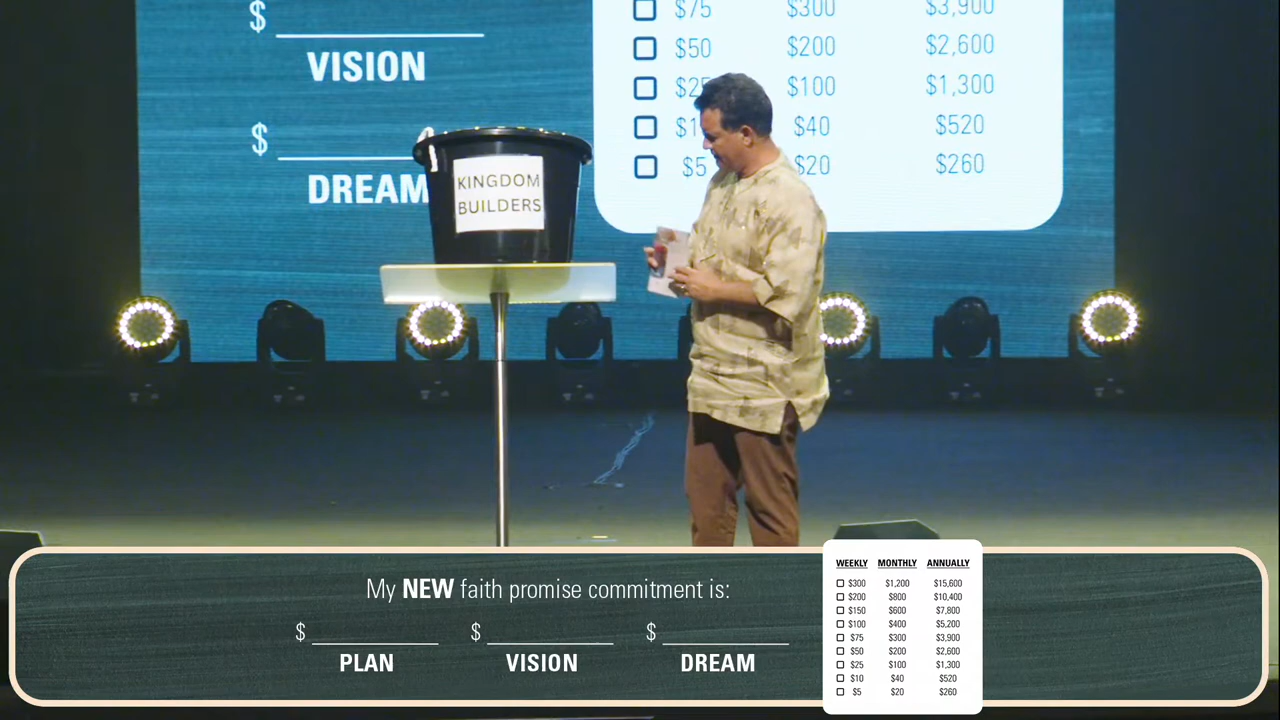 $
VISION
$
DREAM
$75 $300 $3,900
$50 $200 $2,600
$25 $100 $1,300
$40 $520
$5 $20 $260
KINGDOM
BUILDERS
My NEW faith promise commitment is:
$ $ $
PLAN VISION DREAM
WEEKLY MONTHLY ANNUALLY
$300 $1,200 $15,600
$200 $800 $10,400
$150 $600 $7,800
$100 $400 $5,200
$75 $300 $3,900
$50 $200 $2,600
$25 $100 $1,300
$10 $40 $520
$5 $20 $260